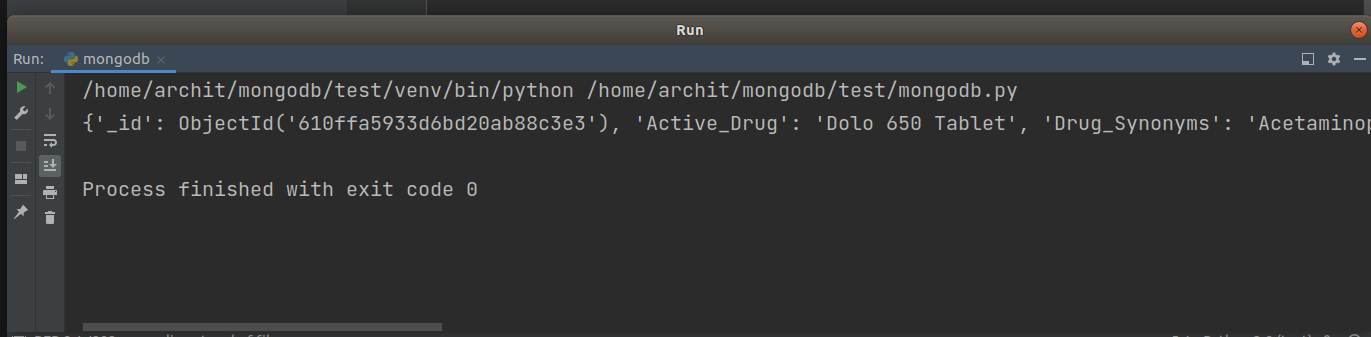 Run
Run: mongodb
/home/archit/mongodb/test/venv/bin/python /home/archit/mongodb/test/mongodb.py
{'_id': ObjectId('610ffa5933d6bd20ab88c3e3'), 'Active_Drug': 'Dolo 650 Tablet', 'Drug_Synonyms': 'Acetaminop
Process finished with exit code 0